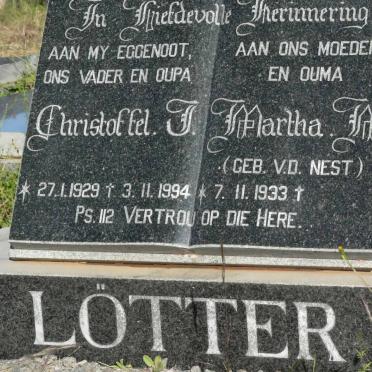 In Liefdevolle Herinnering
AAN MY EGGENOOT,
ONS VADER EN OUPA
Christoffel. J.
* 27.1.1929 † 3.11.1994
AAN ONS MOEDER
EN OUMA
Martha.
(GEB. V.D. NEST)
* 7.11.1933 †
PS. 112 VERTROU OP DIE HERE.
LÖTTER